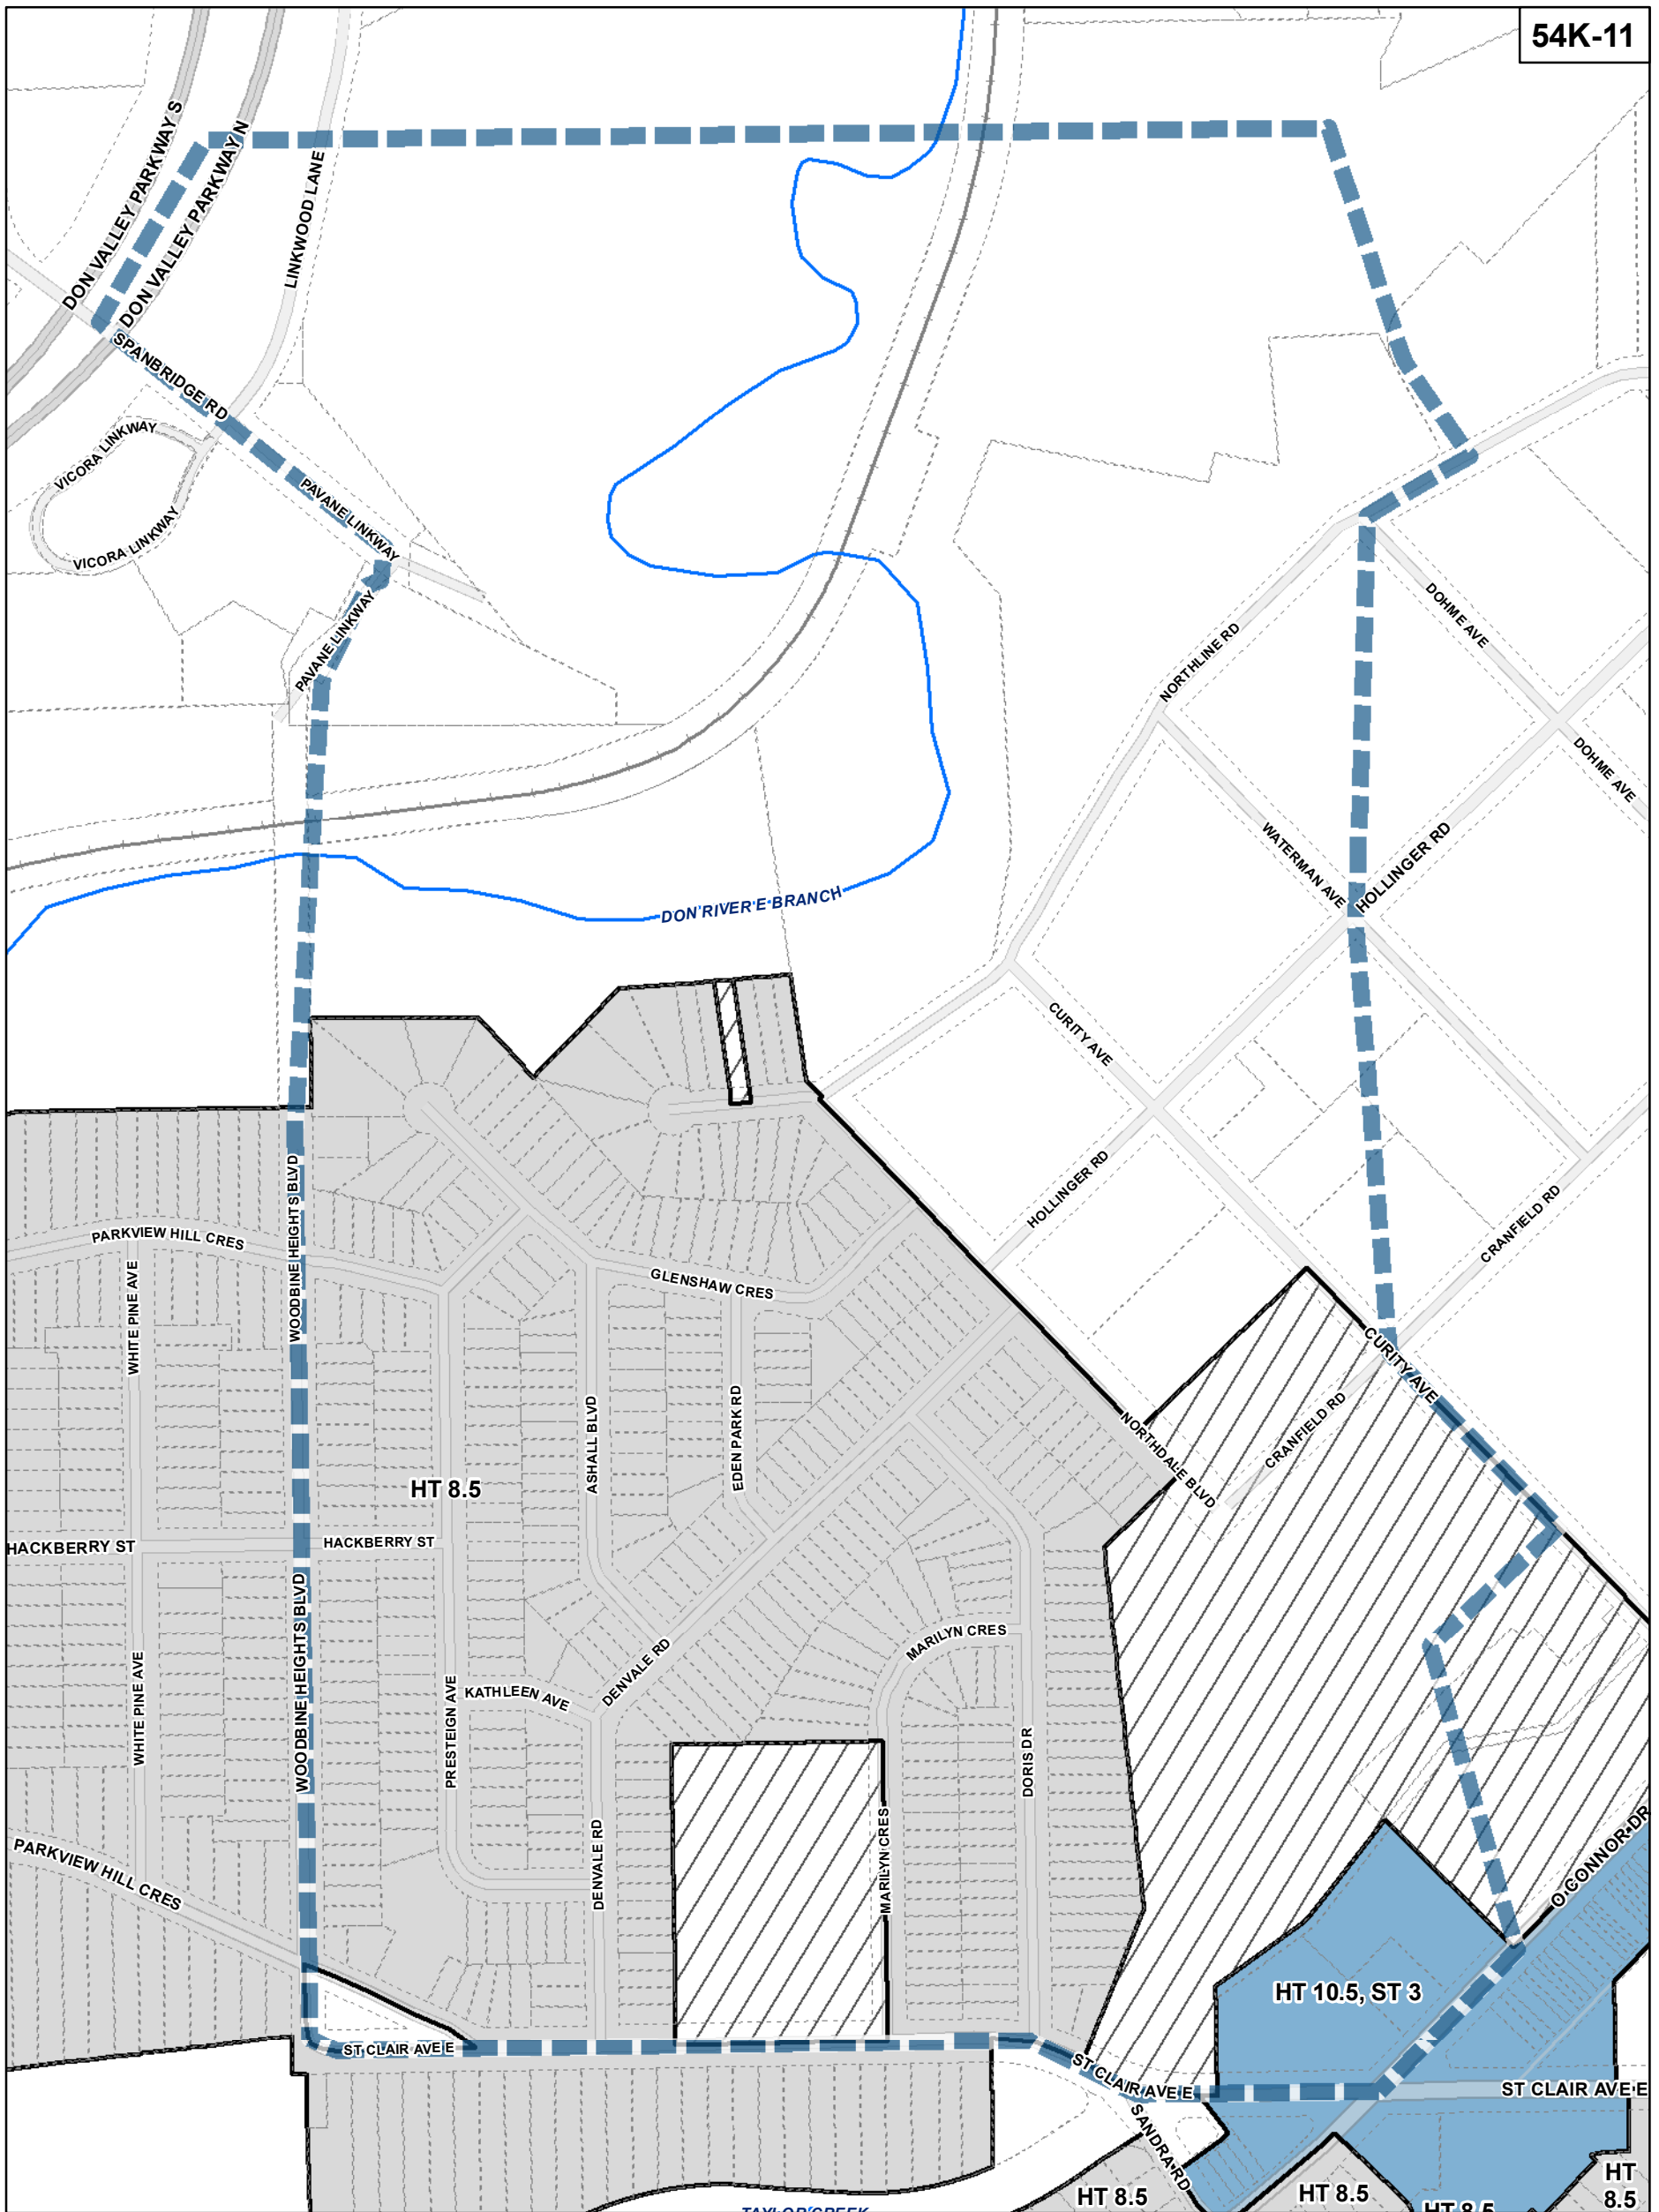 54K-11
DON VALLEY PARKWAY S
DON VALLEY PARKWAY N
LINKWOOD LANE
SPANBRIDGE RD
VICORA LINKWAY
PAVANE LINKWAY
VICORA LINKWAY
PAVANE LINKWAY
DOHME AVE
NORTHLINE RD
DOHME AVE
WATERMAN AVE
HOLLINGER RD
DON RIVER E BRANCH
CURITY AVE
HOLLINGER RD
CRANFIELD RD
WOODBINE HEIGHTS BLVD
PARKVIEW HILL CRES
WHITE PINE AVE
GLENSHAW CRES
CURITY AVE
ASHALL BLVD
EDEN PARK RD
CRANFIELD RD
NORTHDALE BLVD
HT 8.5
HACKBERRY ST
HACKBERRY ST
WOODBINE HEIGHTS BLVD
WHITE PINE AVE
MARILYN CRES
DENVALE RD
KATHLEEN AVE
PRESTEIGN AVE
DORIS DR
MARILYN CRES
DENVALE RD
PARKVIEW HILL CRES
O CONNOR DR
HT 10.5, ST 3
ST CLAIR AVE E
ST CLAIR AVE E
ST CLAIR AVE E
SANDRA RD
HT 8.5
HT 8.5
HT 8.5
HT
8.5
TAYLOR CREEK